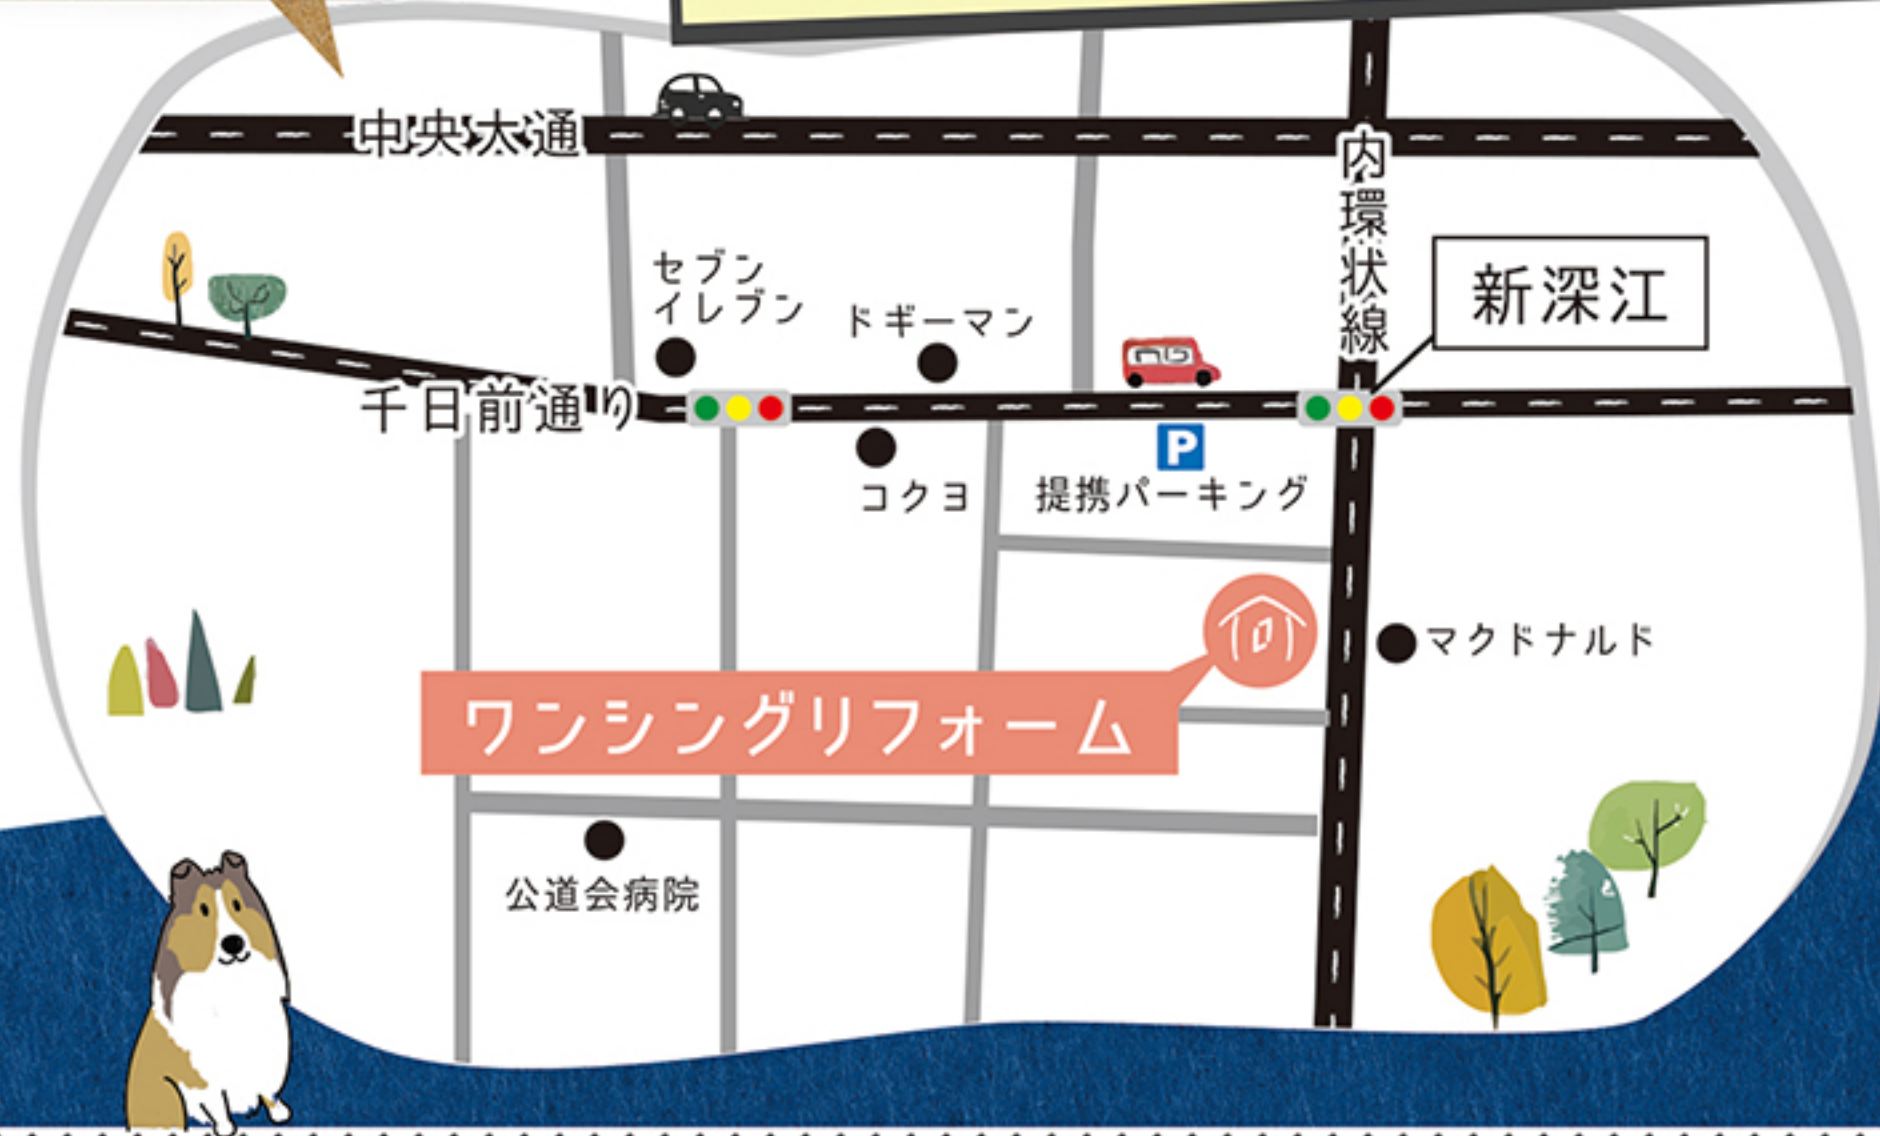 中央大通
内環状線
セブン
イレブン
ドギーマン
新深江
千日前通り
P
コクヨ
提携パーキング
マクドナルド
ワンシングリフォーム
公道会病院